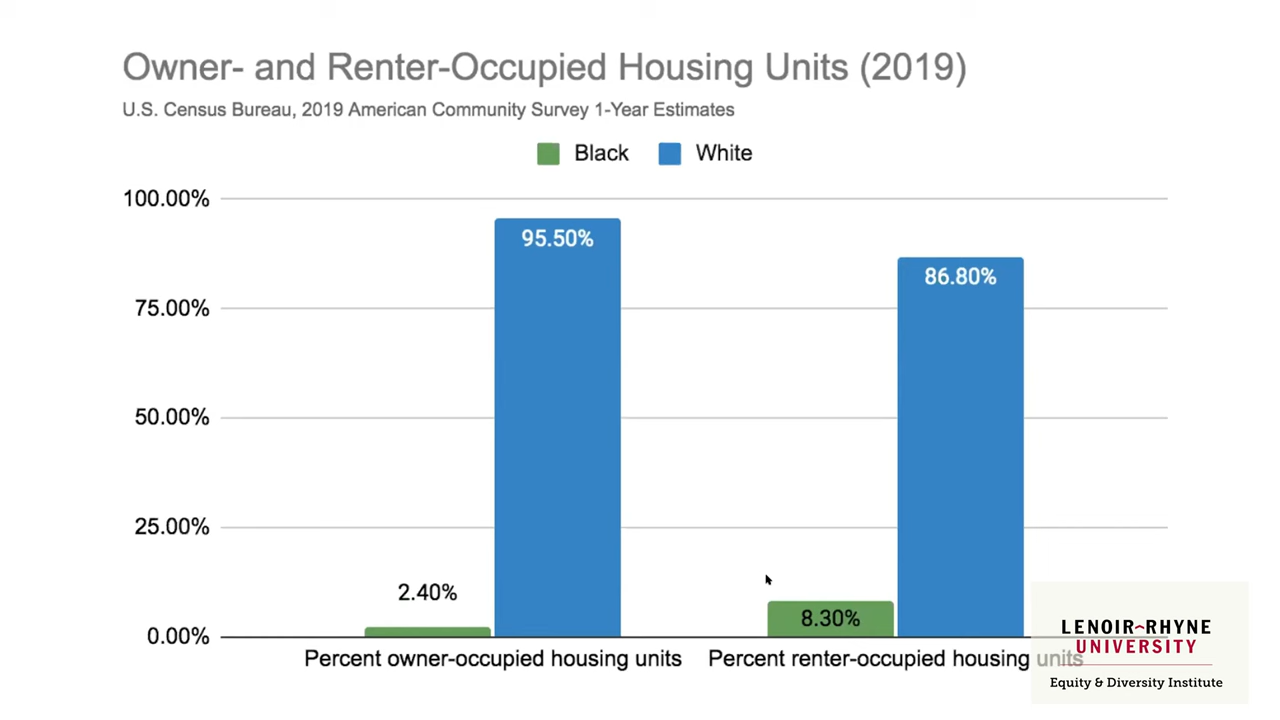 Owner- and Renter-Occupied Housing Units (2019)
U.S. Census Bureau, 2019 American Community Survey 1-Year Estimates
Black White
100.00%
95.50%
86.80%
75.00%
50.00%
25.00%
2.40%
8.30%
0.00%
Percent owner-occupied housing units Percent renter-occupied housing units
LENOIR-RHYNE
UNIVERSITY
Equity & Diversity Institute